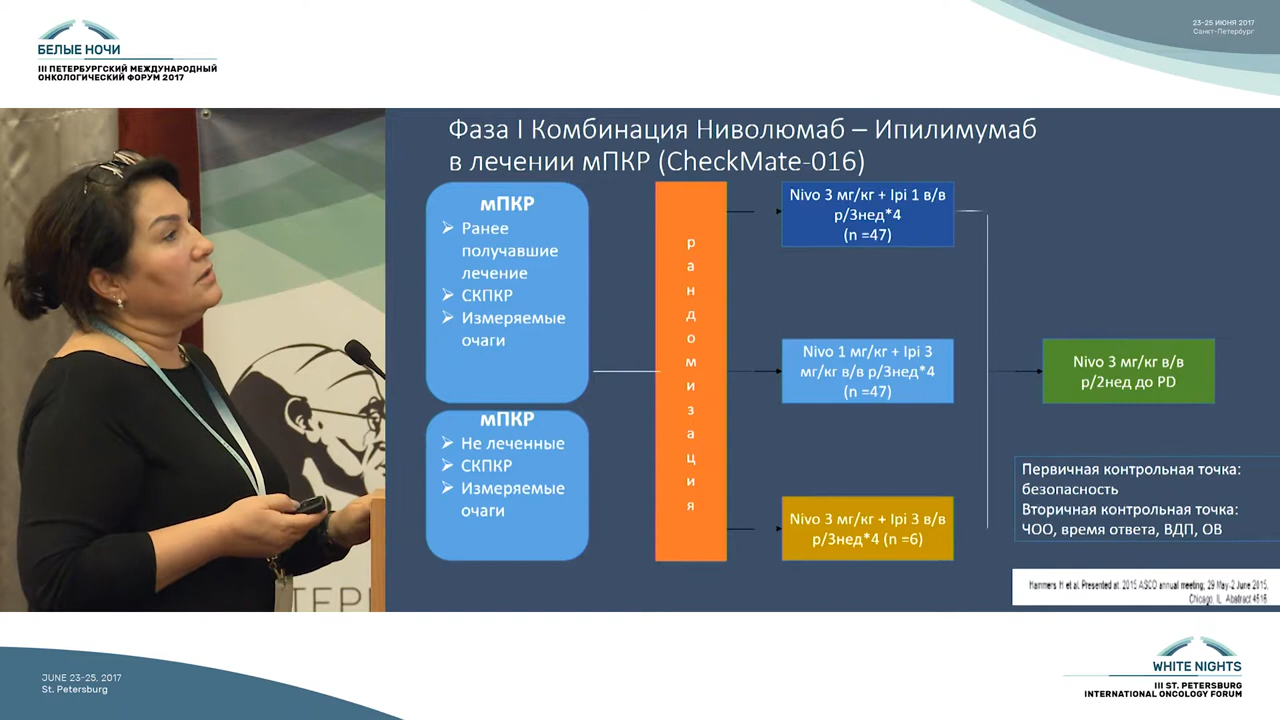 БЕЛЫЕ НОЧИ
III ПЕТЕРБУРГСКИЙ МЕЖДУНАРОДНЫЙ
ОНКОЛОГИЧЕСКИЙ ФОРУМ 2017
23-25 ИЮНЯ 2017
Санкт-Петербург
Фаза I Комбинация Ниволюмаб – Ипилимумаб
в лечении мПКР (CheckMate-016)
мПКР
Ранее
получавшие
лечение
СКПКР
Измеряемые
очаги
мПКР
Не леченные
СКПКР
Измеряемые
очаги
рандомизация
Nivo 3 мг/кг + Ipi 1 в/в
р/3нед*4
(n =47)
Nivo 1 мг/кг + Ipi 3
мг/кг в/в р/3нед*4
(n =47)
Nivo 3 мг/кг + Ipi 3 в/в
р/3нед*4 (n =6)
Nivo 3 мг/кг в/в
р/2нед до PD
Первичная контрольная точка:
безопасность
Вторичная контрольная точка:
ЧОО, время ответа, ВДП, ОВ
Hammers H et al. Presented at: 2015 ASCO annual meeting; 29 May-2 June 2015,
Chicago, IL. Abstract 4516
ТЕРБ
JUNE 23-25, 2017
St. Petersburg
WHITE NIGHTS
III ST. PETERSBURG
INTERNATIONAL ONCOLOGY FORUM